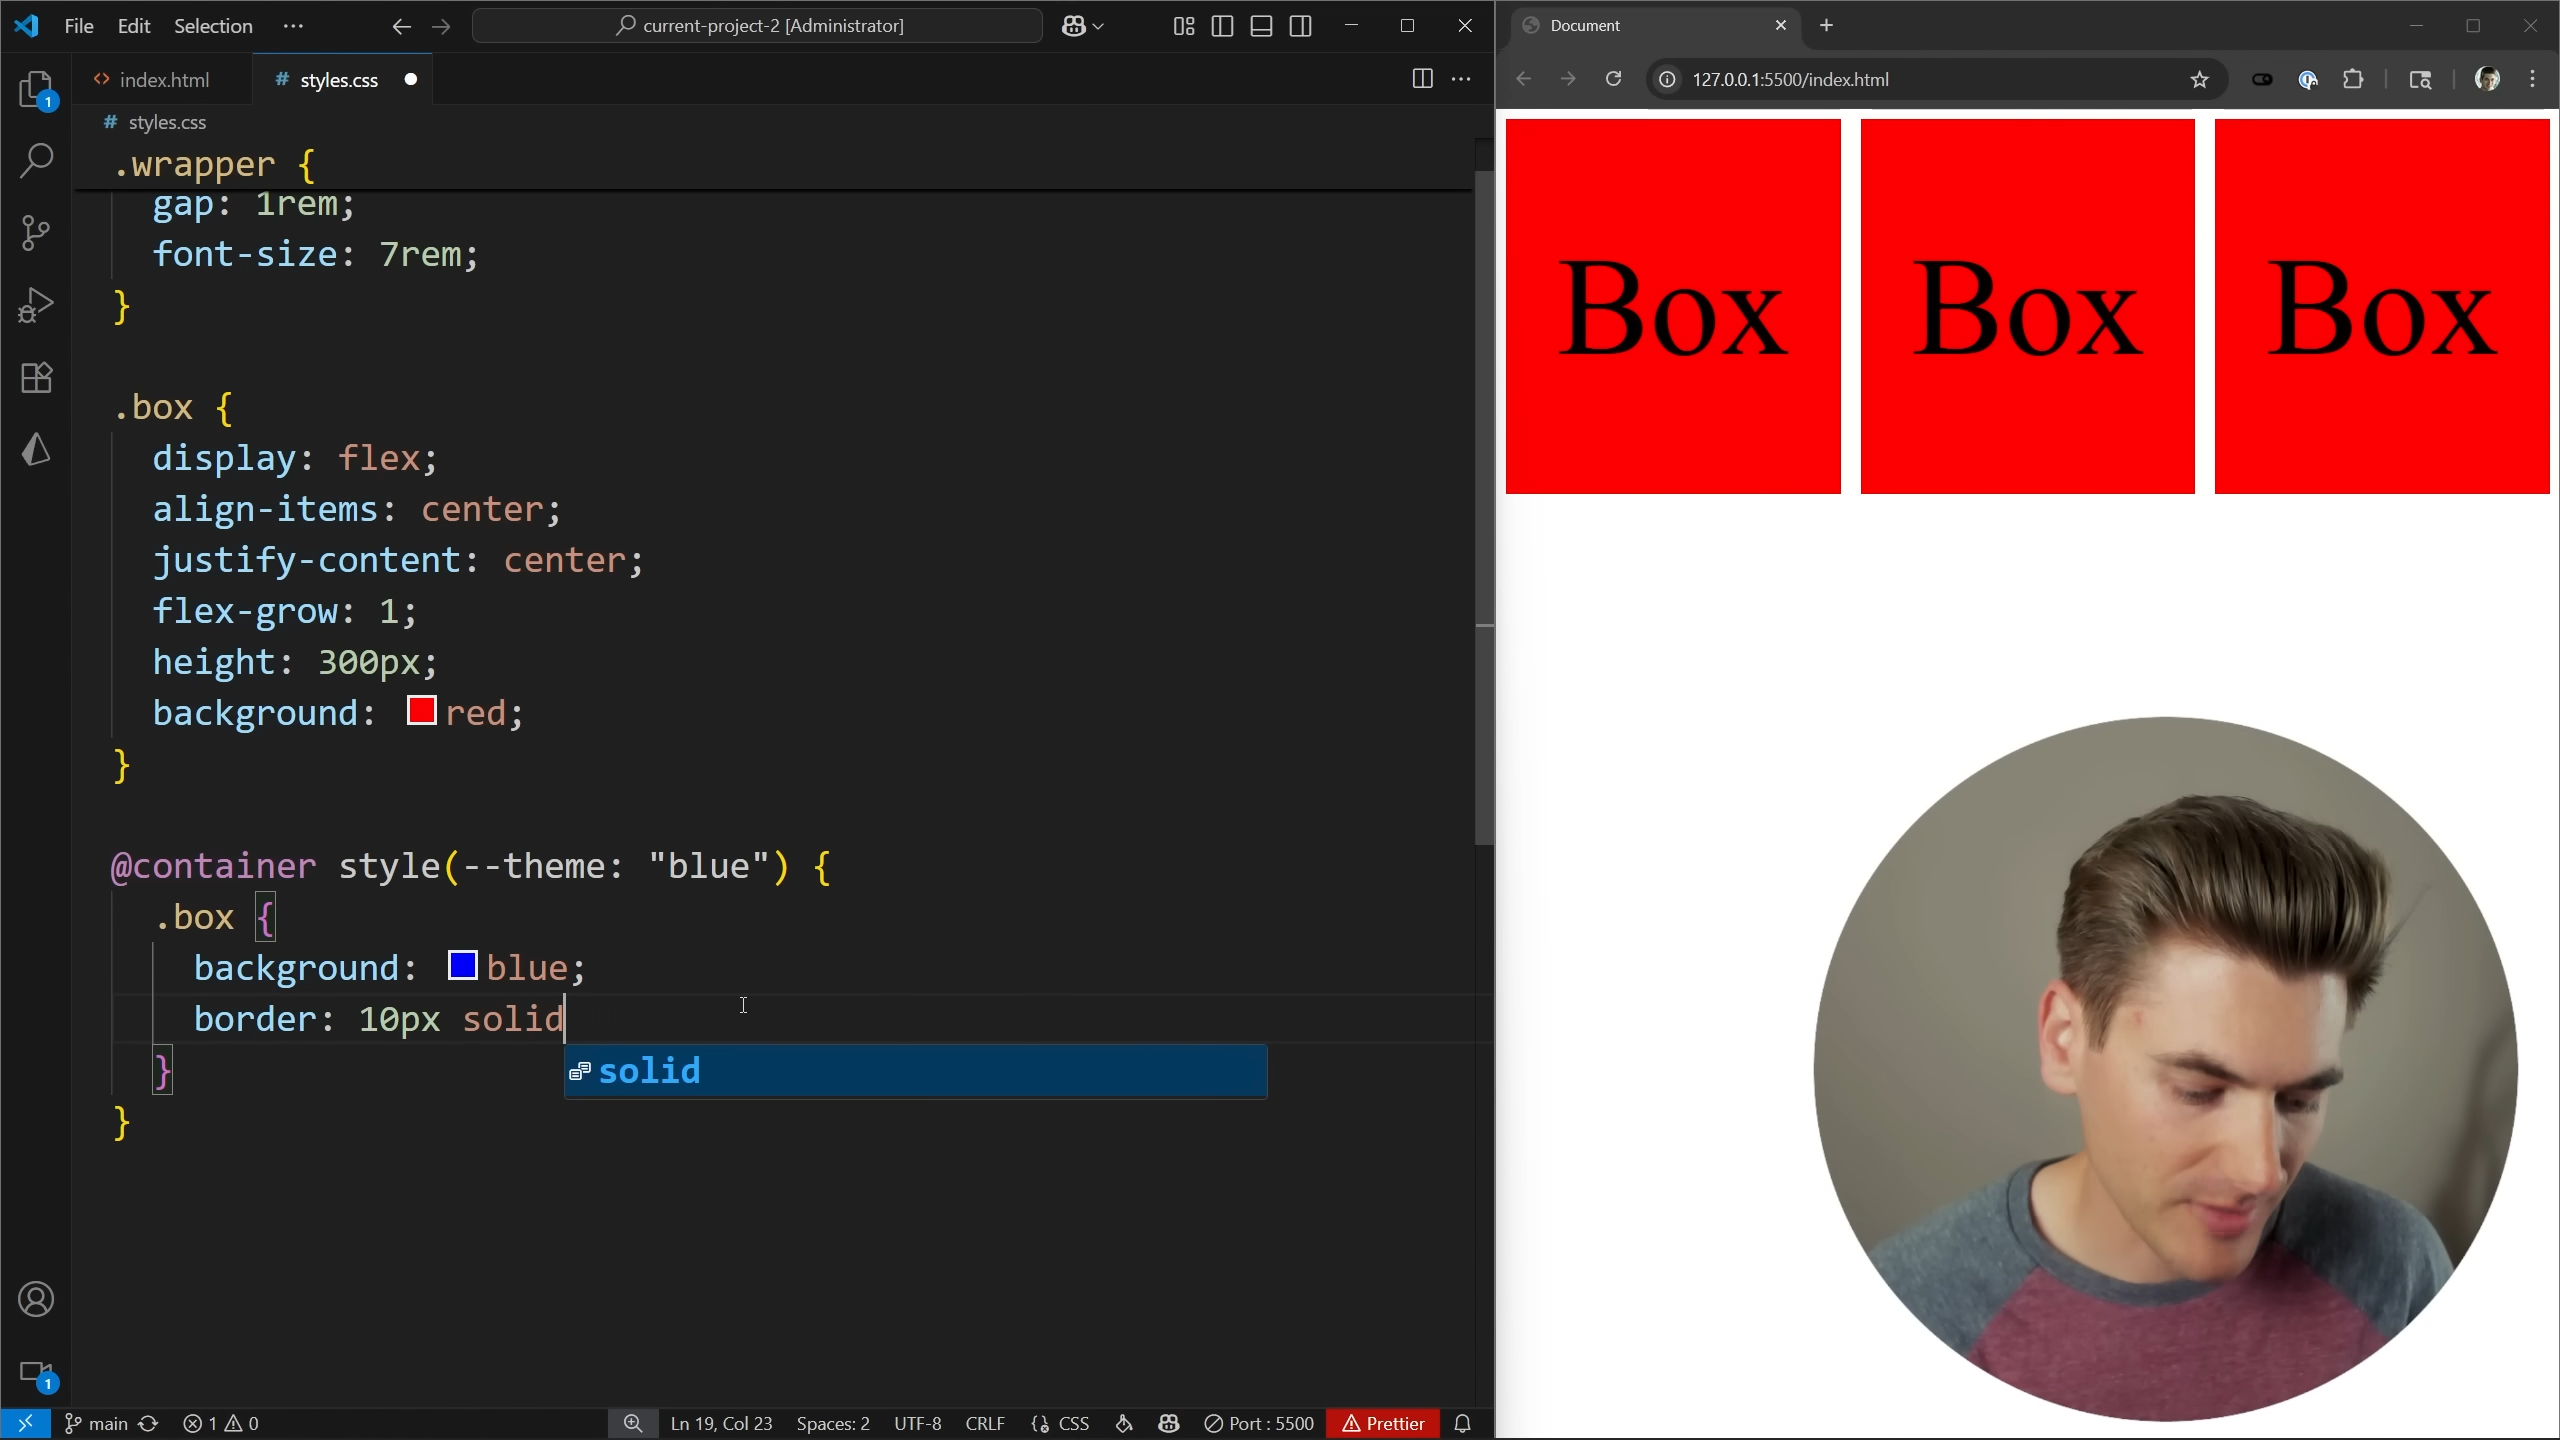 File Edit Selection ··· current-project-2 [Administrator]
index.html # styles.css
# styles.css
.wrapper {
gap: 1rem;
font-size: 7rem;
}
.box {
display: flex;
align-items: center;
justify-content: center;
flex-grow: 1;
height: 300px;
background: red;
}
@container style(--theme: "blue") {
.box {
background: blue;
border: 10px solid
solid
}
}
1
1
main 1 0 Ln 19, Col 23 Spaces: 2 UTF-8 CRLF {} CSS Port : 5500 Prettier
Document
127.0.0.1:5500/index.html
Box Box Box